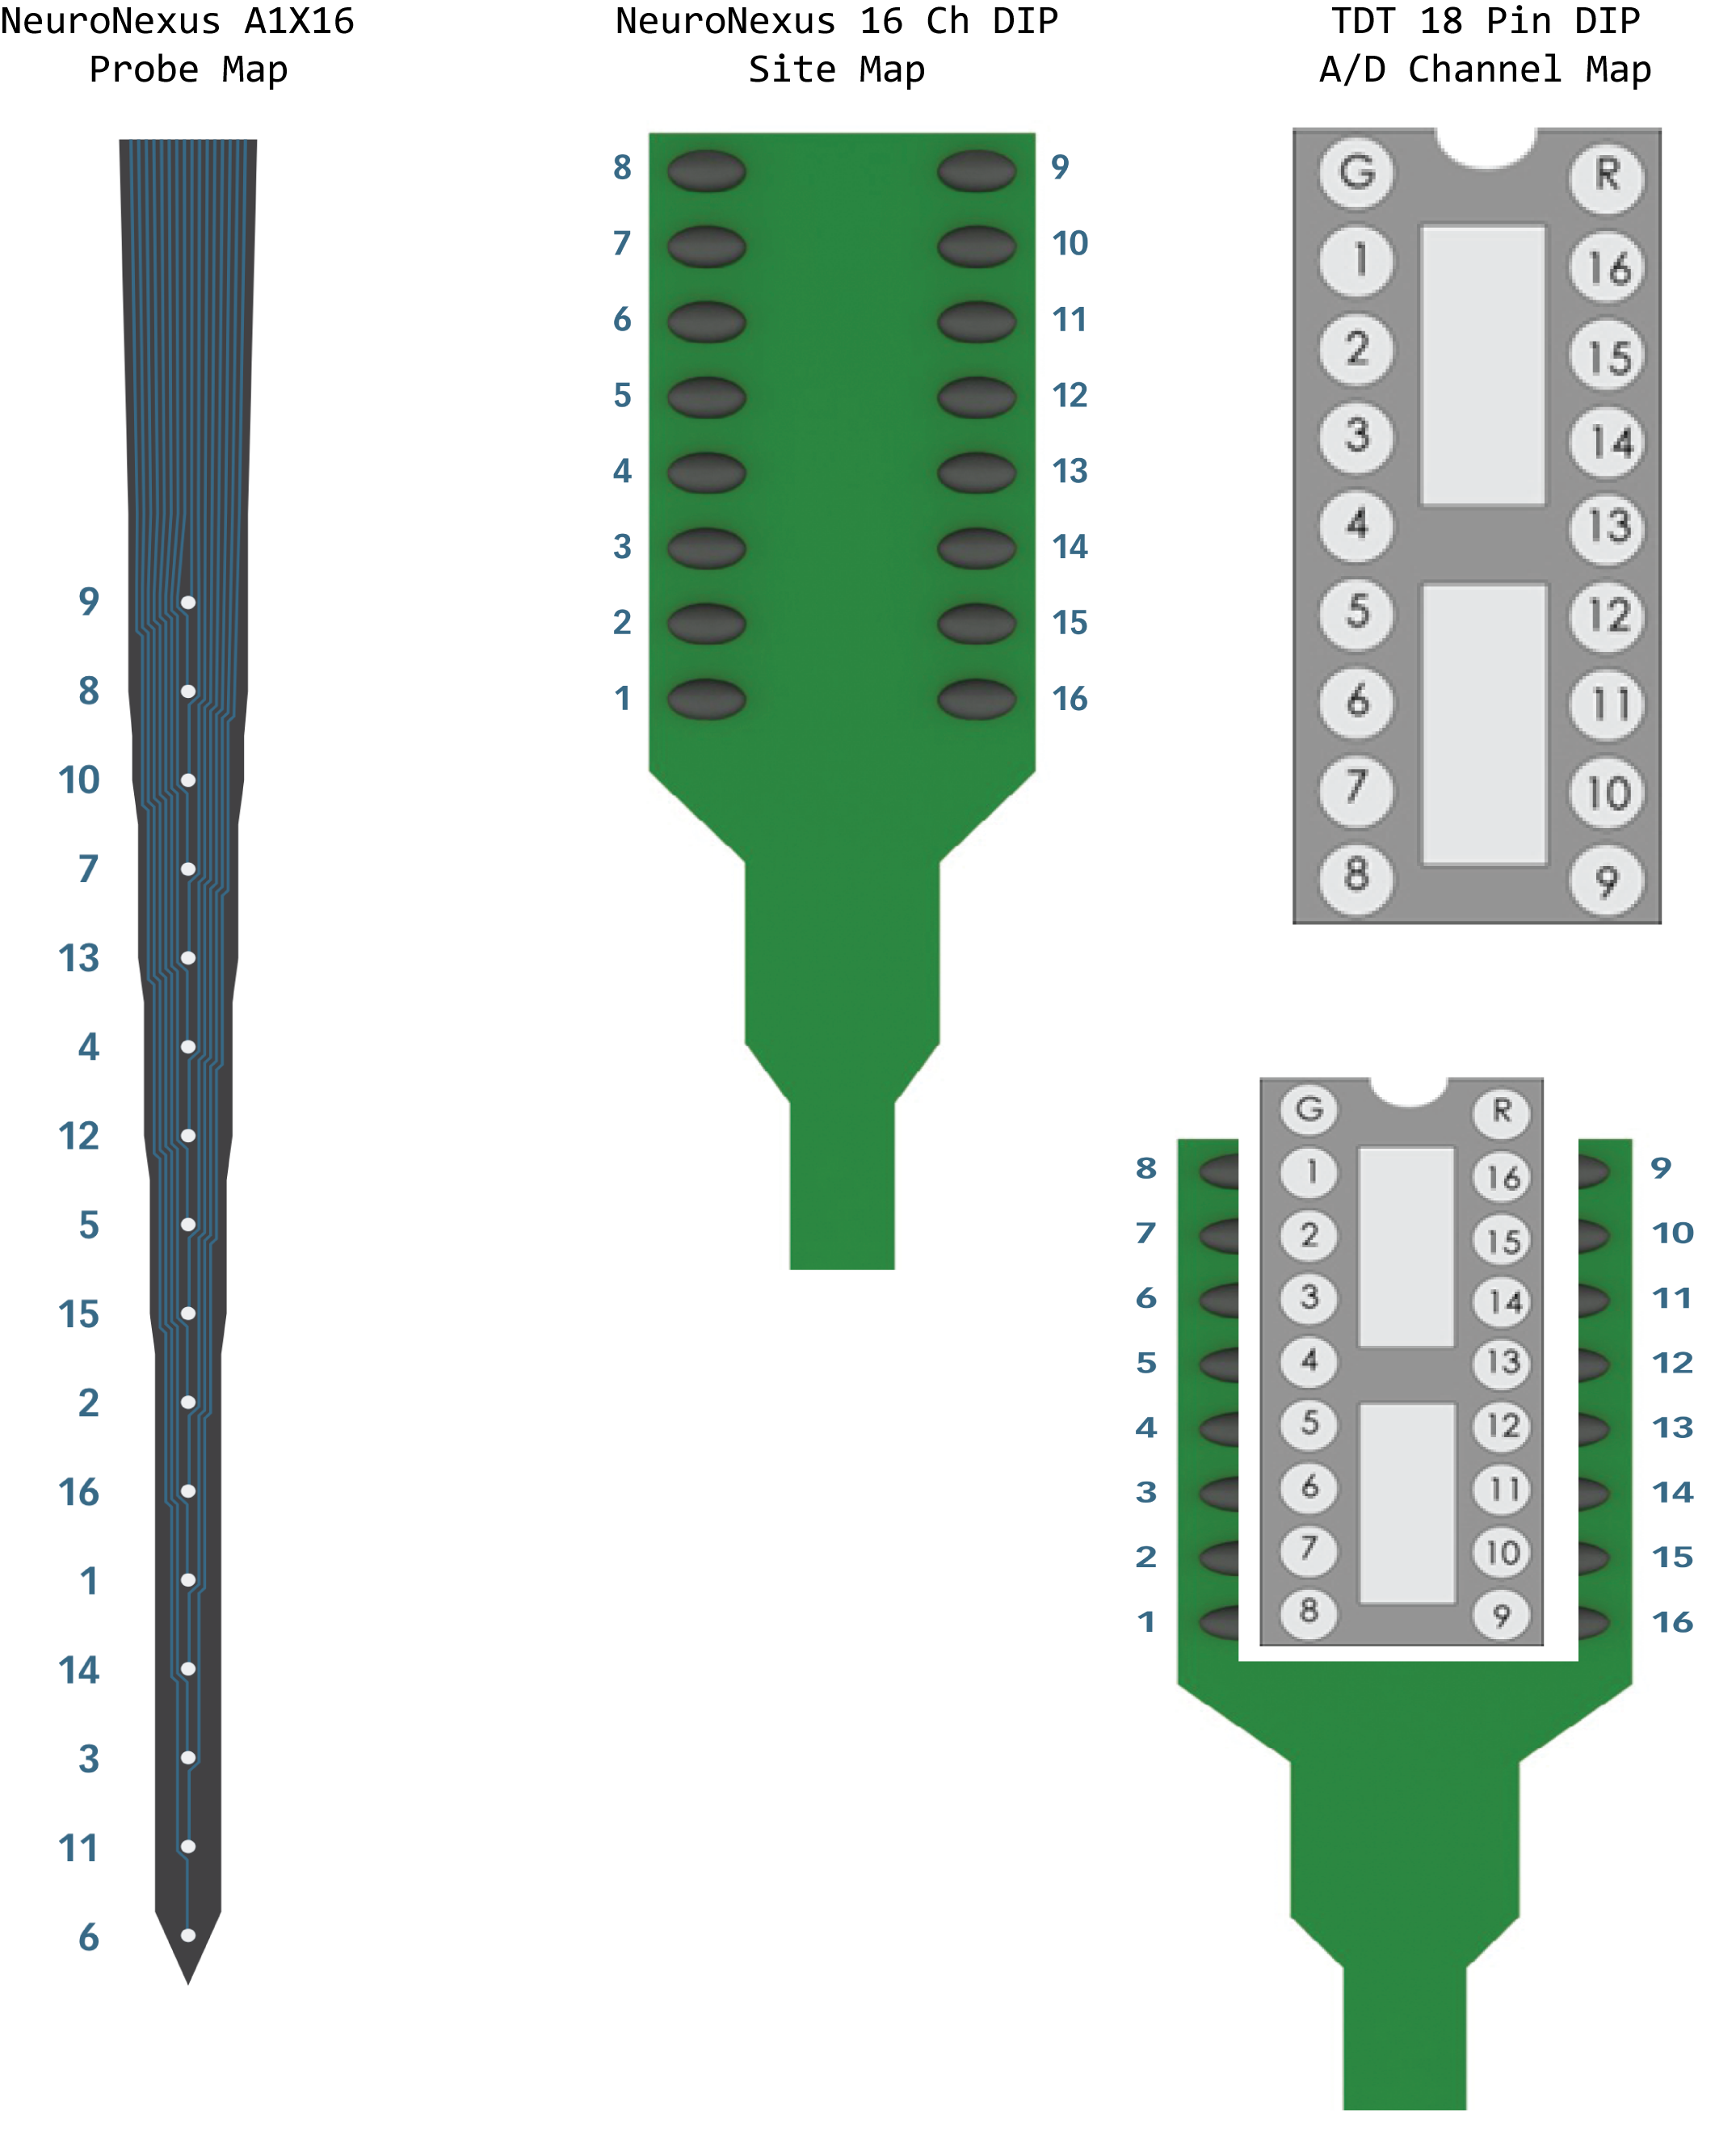 NeuroNexus A1X16
Probe Map
9
8
10
7
13
4
12
5
15
2
16
1
14
3
11
6
NeuroNexus 16 Ch DIP
Site Map
8 9
7 10
6 11
5 12
4 13
3 14
2 15
1 16
TDT 18 Pin DIP
A/D Channel Map
G R
1 16
2 15
3 14
4 13
5 12
6 11
7 10
8 9
G R
8 1 16 9
7 2 15 10
6 3 14 11
5 4 13 12
4 5 12 13
3 6 11 14
2 7 10 15
1 8 9 16